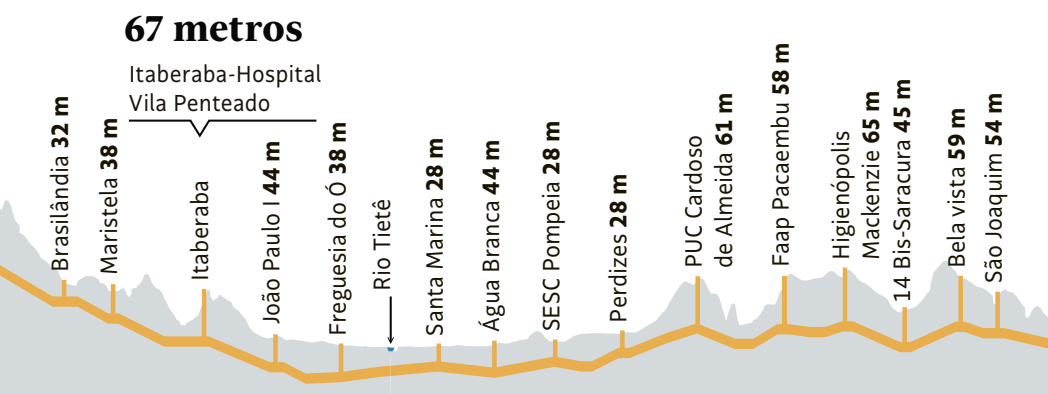 67 metros
Itaberaba-Hospital
Vila Penteado
Brasilândia 32 m
Maristela 38 m
Itaberaba
João Paulo I 44 m
Freguesia do Ó 38 m
Rio Tietê
Santa Marina 28 m
Água Branca 44 m
SESC Pompeia 28 m
Perdizes 28 m
PUC Cardoso
de Almeida 61 m
Faap Pacaembu 58 m
Higienópolis
Mackenzie 65 m
14 Bis-Saracura 45 m
Bela vista 59 m
São Joaquim 54 m